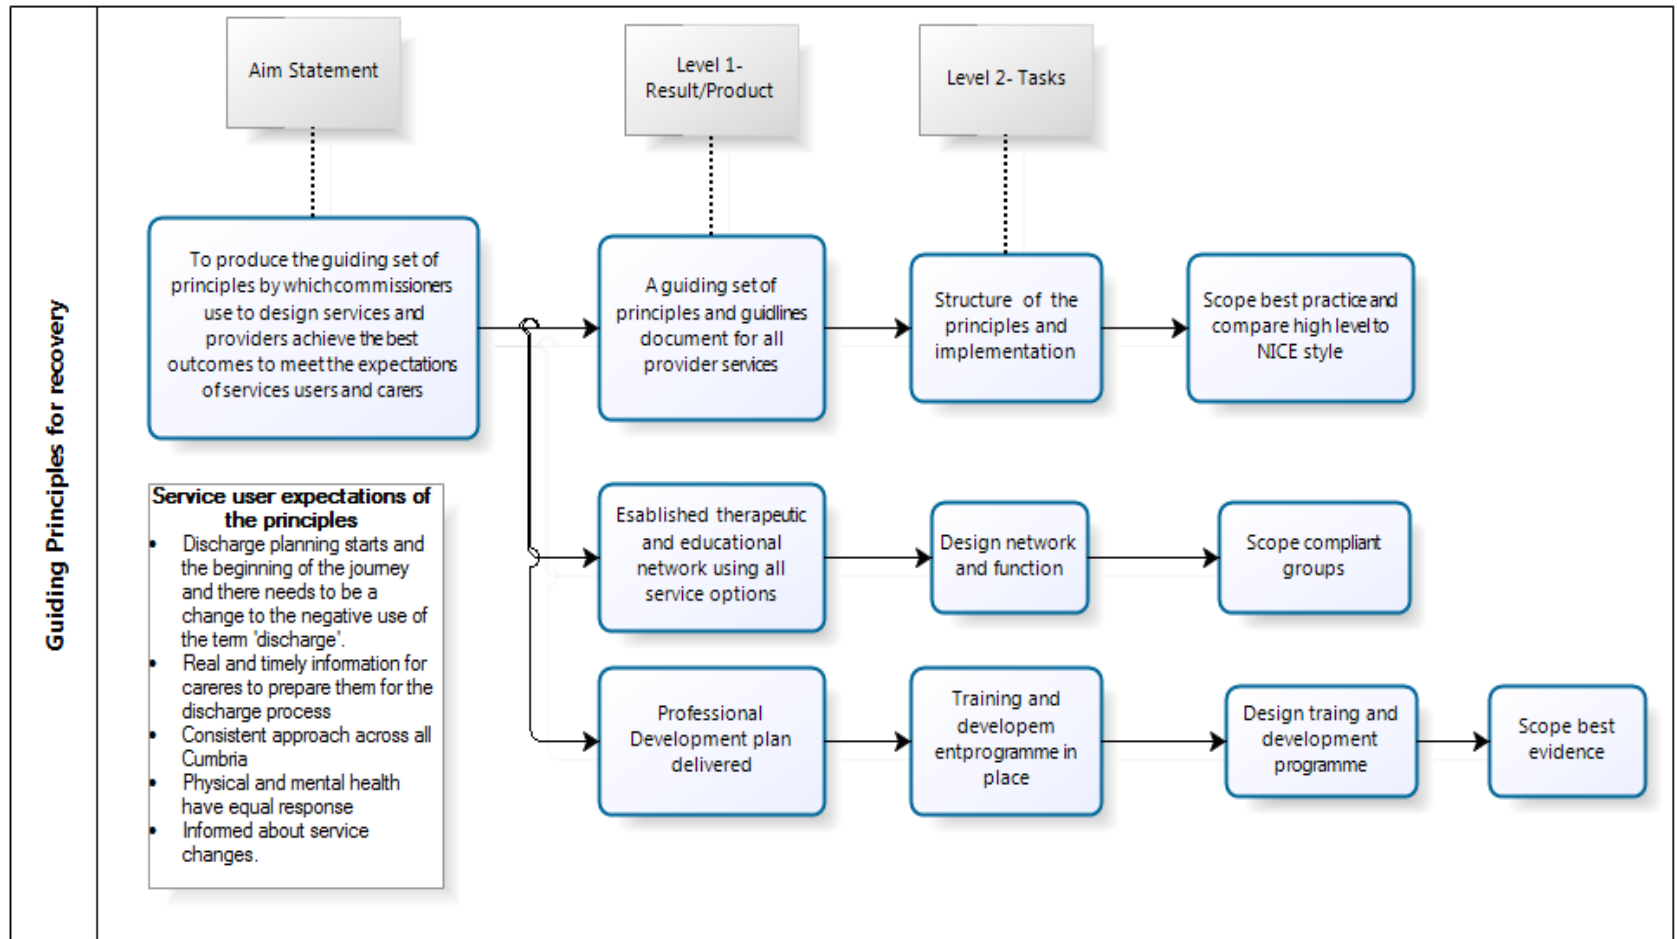 Guiding Principles for recovery
Aim Statement
Level 1-
Result/Product
Level 2- Tasks
To produce the guiding set of
principles by which commissioners
use to design services and
providers achieve the best
outcomes to meet the expectations
of services users and carers
A guiding set of
principles and guidlines
document for all
provider services
Structure of the
principles and
implementation
Scope best practice and
compare high level to
NICE style
Service user expectations of
the principles
• Discharge planning starts and
the beginning of the journey
and there needs to be a
change to the negative use of
the term 'discharge'.
• Real and timely information for
careres to prepare them for the
discharge process
• Consistent approach across all
Cumbria
• Physical and mental health
have equal response
• Informed about service
changes.
Esablished therapeutic
and educational
network using all
service options
Design network
and function
Scope compliant
groups
Professional
Development plan
delivered
Training and
developem
entprogramme in
place
Design traing and
development
programme
Scope best
evidence